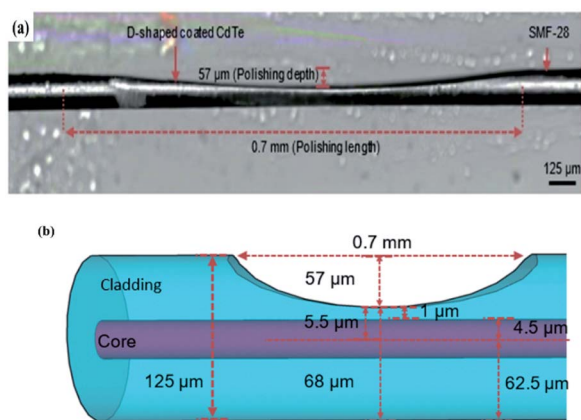 (a)
D-shaped coated CdTe
SMF-28
57 µm (Polishing depth)
0.7 mm (Polishing length)
125 µm
(b)
0.7 mm
Cladding
57 µm
1 µm
5.5 µm
4.5 µm
Core
125 µm
68 µm
62.5 µm